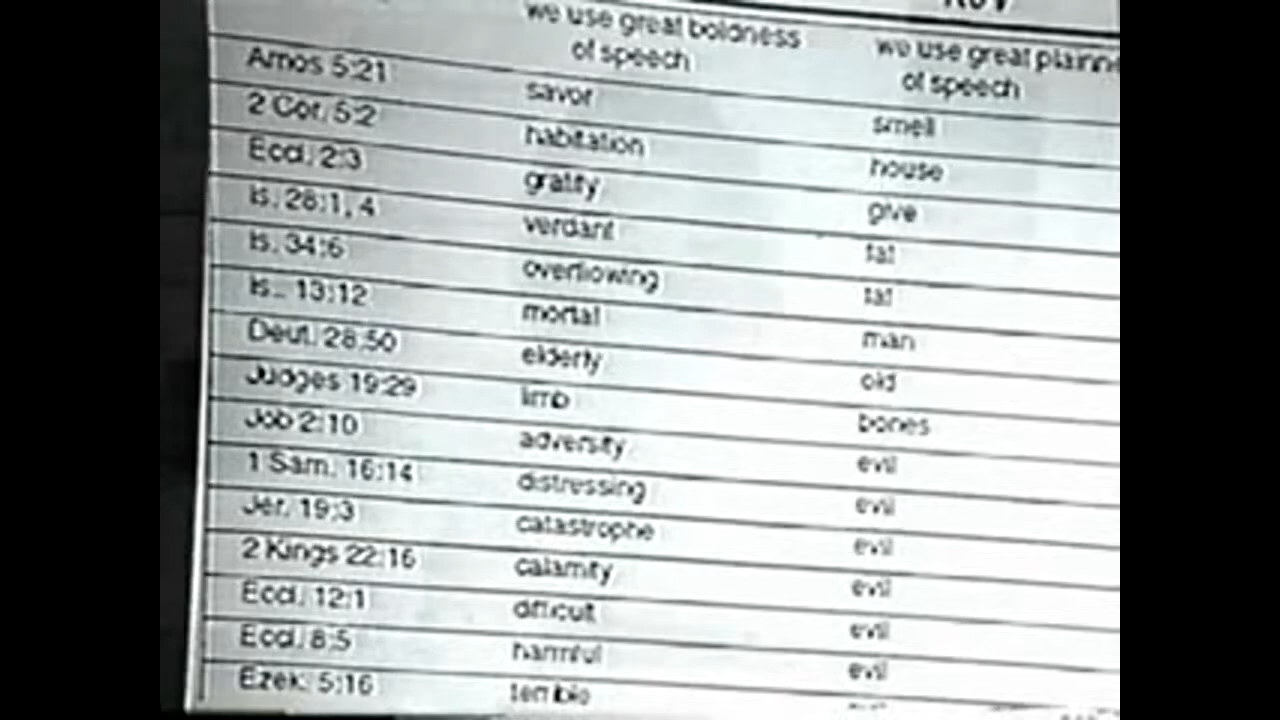 we use great boldness of speech we use great plainne of speech
Amos 5:21 savor smell
2 Cor. 5:2 habitation house
Eccl. 2:3 gratify give
Is. 28:1, 4 verdant fat
Is. 34:6 overflowing fat
Is.. 13:12 mortal man
Deut. 28:50 elderly old
Judges 19:29 limb bones
Job 2:10 adversity evil
1 Sam. 16:14 distressing evil
Jer. 19:3 catastrophe evil
2 Kings 22:16 calamity evil
Eccl. 12:1 difficult evil
Eccl. 8:5 harmful evil
Ezek. 5:16 terrible